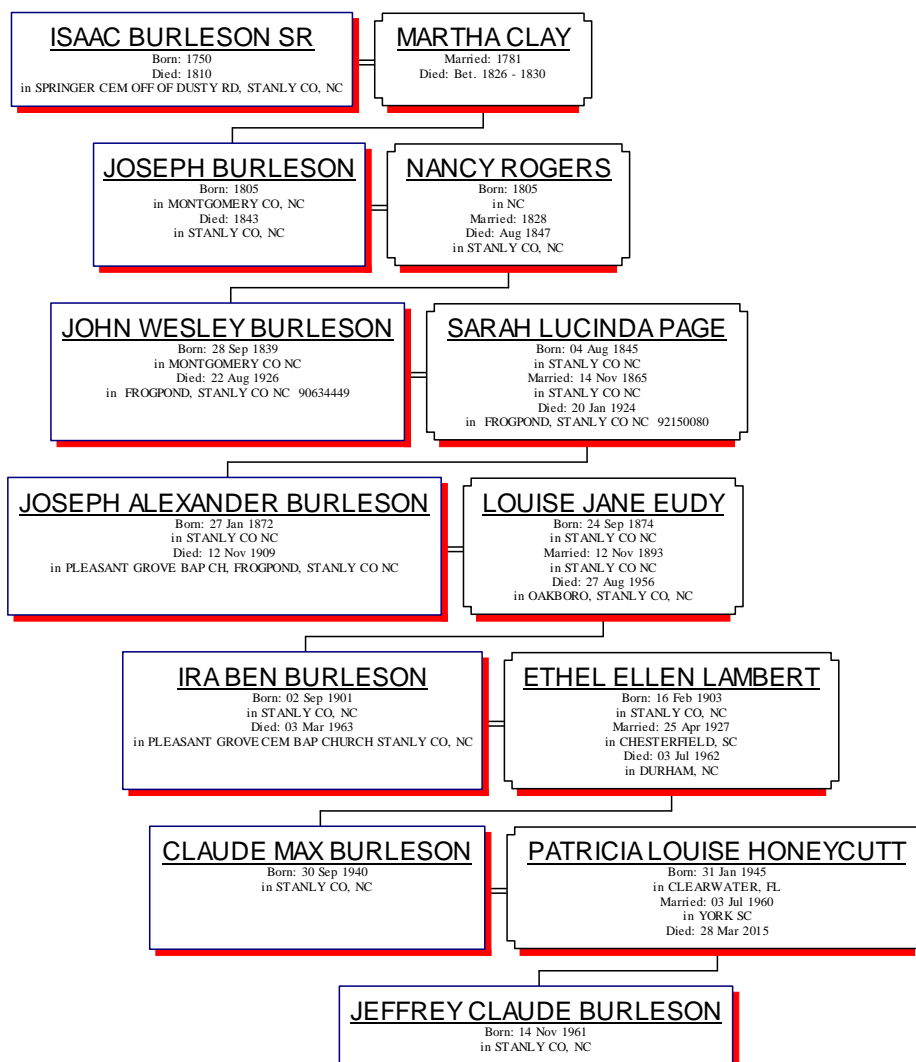 ISAAC BURLESON SR
Born: 1750
Died: 1810
in SPRINGER CEM OFF OF DUSTY RD, STANLY CO, NC
MARTHA CLAY
Married: 1781
Died: Bet. 1826 - 1830
JOSEPH BURLESON
Born: 1805
in MONTGOMERY CO, NC
Died: 1843
in STANLY CO, NC
NANCY ROGERS
Born: 1805
in NC
Married: 1828
Died: Aug 1847
in STANLY CO, NC
JOHN WESLEY BURLESON
Born: 28 Sep 1839
in MONTGOMERY CO NC
Died: 22 Aug 1926
in FROGPOND, STANLY CO NC 90634449
SARAH LUCINDA PAGE
Born: 04 Aug 1845
in STANLY CO NC
Married: 14 Nov 1865
in STANLY CO NC
Died: 20 Jan 1924
in FROGPOND, STANLY CO NC 92150080
JOSEPH ALEXANDER BURLESON
Born: 27 Jan 1872
in STANLY CO NC
Died: 12 Nov 1909
in PLEASANT GROVE BAP CH, FROGPOND, STANLY CO NC
LOUISE JANE EUDY
Born: 24 Sep 1874
in STANLY CO NC
Married: 12 Nov 1893
in STANLY CO NC
Died: 27 Aug 1956
in OAKBORO, STANLY CO, NC
IRA BEN BURLESON
Born: 02 Sep 1901
in STANLY CO, NC
Died: 03 Mar 1963
in PLEASANT GROVE CEM BAP CHURCH STANLY CO, NC
ETHEL ELLEN LAMBERT
Born: 16 Feb 1903
in STANLY CO, NC
Married: 25 Apr 1927
in CHESTERFIELD, SC
Died: 03 Jul 1962
in DURHAM, NC
CLAUDE MAX BURLESON
Born: 30 Sep 1940
in STANLY CO, NC
PATRICIA LOUISE HONEYCUTT
Born: 31 Jan 1945
in CLEARWATER, FL
Married: 03 Jul 1960
in YORK SC
Died: 28 Mar 2015
JEFFREY CLAUDE BURLESON
Born: 14 Nov 1961
in STANLY CO, NC